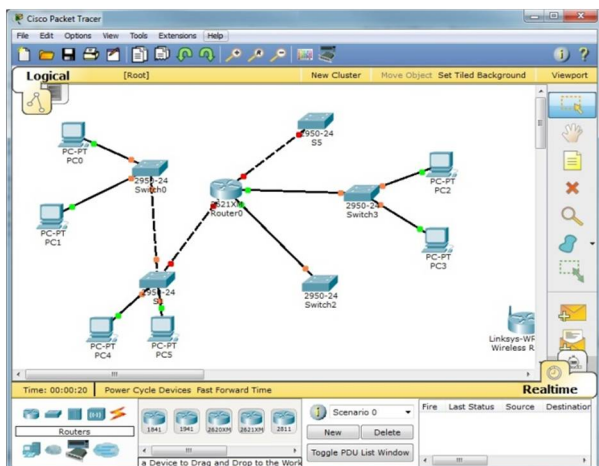 Cisco Packet Tracer
File Edit Options View Tools Extensions Help
Logical [Root] New Cluster Move Object Set Tiled Background Viewport
2950-24
S5
PC-PT
PC0
2950-24
Switch0
PC-PT
PC2
2621XM
Router0
2950-24
Switch3
PC-PT
PC1
PC-PT
PC3
2950-24
2950-24
Switch2
PC-PT
PC4
PC-PT
PC5
Linksys-WR
Wireless R
Time: 00:00:20 Power Cycle Devices Fast Forward Time Realtime
Routers
1841 1941 2620XM 2621XM 2811
a Device to Drag and Drop to the Work
Scenario 0
New Delete
Toggle PDU List Window
Fire Last Status Source Destination